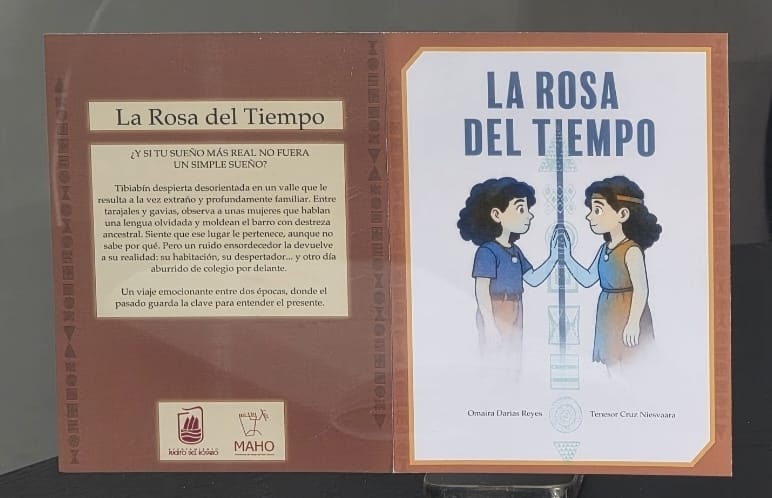 La Rosa del Tiempo
¿Y SI TU SUEÑO MÁS REAL NO FUERA
UN SIMPLE SUEÑO?
Tibiabín despierta desorientada en un valle que le
resulta a la vez extraño y profundamente familiar. Entre
tarajales y gavias, observa a unas mujeres que hablan
una lengua olvidada y moldean el barro con destreza
ancestral. Siente que ese lugar le pertenece, aunque no
sabe por qué. Pero un ruido ensordecedor la devuelve
a su realidad: su habitación, su despertador... y otro día
aburrido de colegio por delante.
Un viaje emocionante entre dos épocas, donde el
pasado guarda la clave para entender el presente.
AYUNTAMIENTO
PUERTO DEL ROSARIO
MAHO
LA ROSA
DEL TIEMPO
Omaira Darias Reyes
Tenesor Cruz Niesvaara